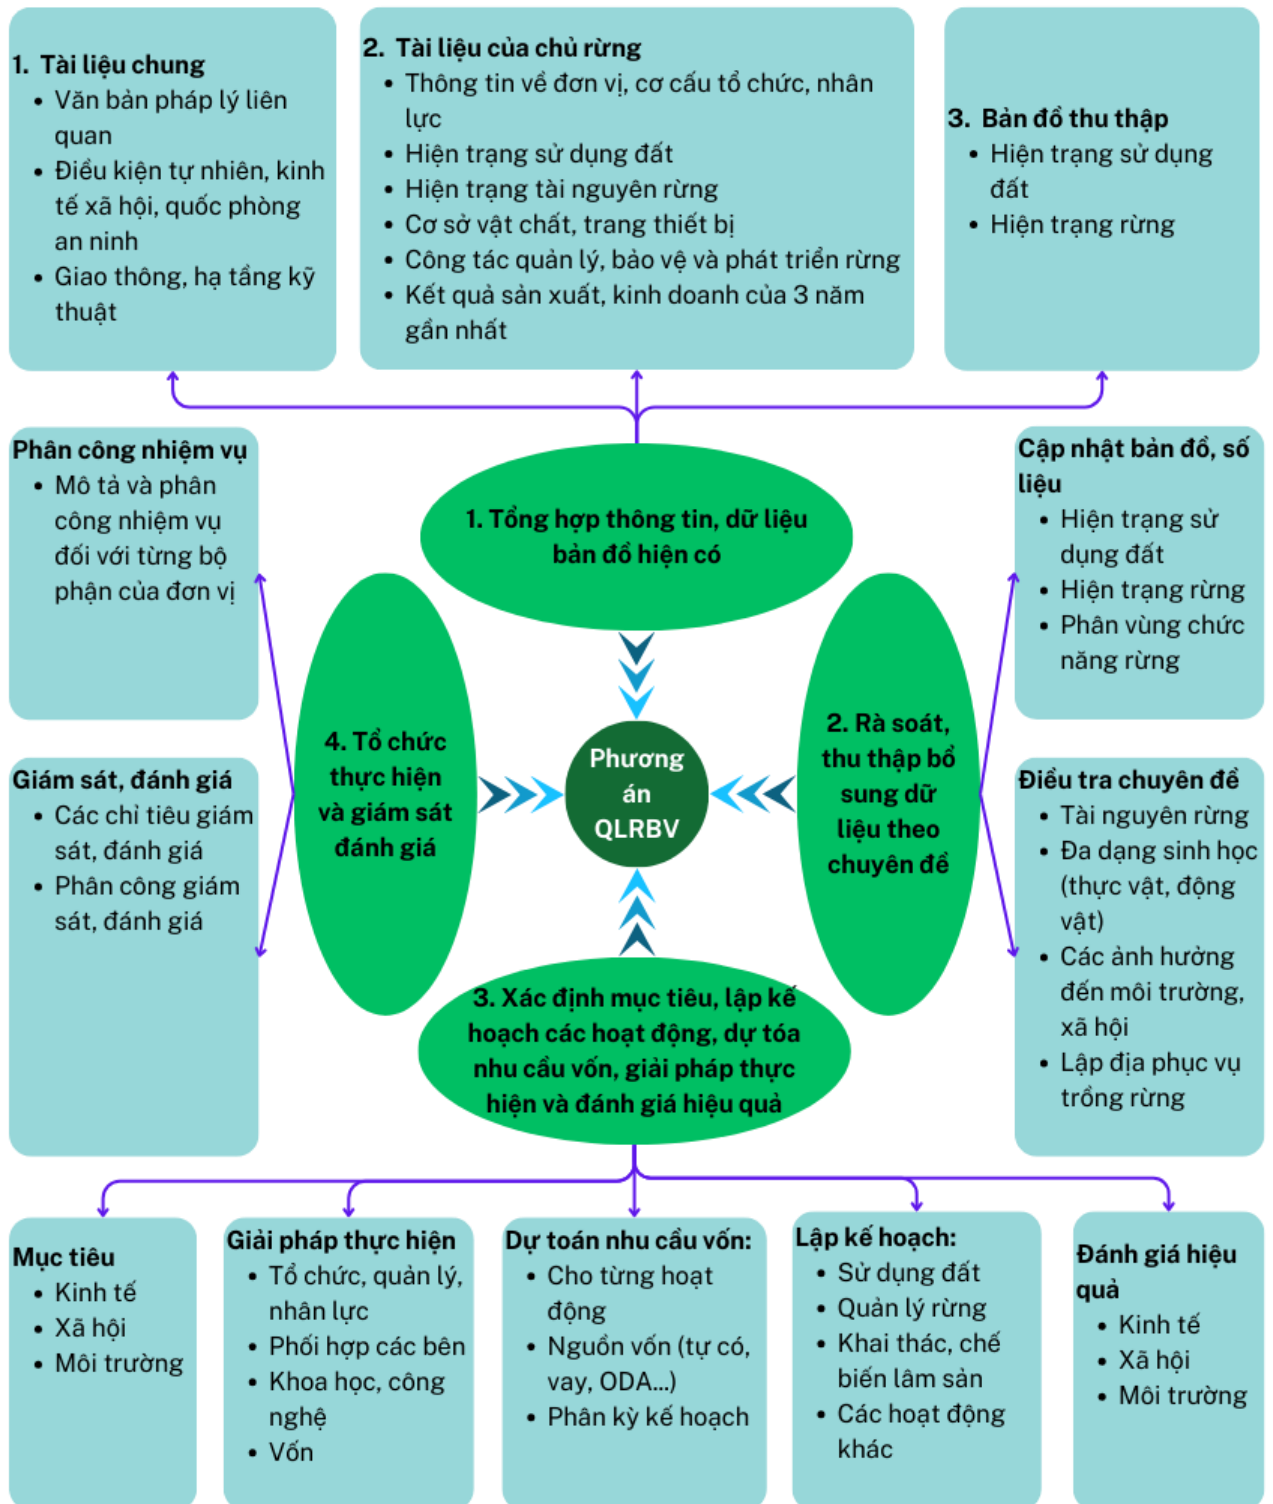 1. Tài liệu chung
• Văn bản pháp lý liên
quan
• Điều kiện tự nhiên, kinh
tế xã hội, quốc phòng
an ninh
• Giao thông, hạ tầng kỹ
thuật
2. Tài liệu của chủ rừng
• Thông tin về đơn vị, cơ cấu tổ chức, nhân
lực
• Hiện trạng sử dụng đất
• Hiện trạng tài nguyên rừng
• Cơ sở vật chất, trang thiết bị
• Công tác quản lý, bảo vệ và phát triển rừng
• Kết quả sản xuất, kinh doanh của 3 năm
gần nhất
3. Bản đồ thu thập
• Hiện trạng sử dụng
đất
• Hiện trạng rừng
Phân công nhiệm vụ
• Mô tả và phân
công nhiệm vụ
đối với từng bộ
phận của đơn vị
1. Tổng hợp thông tin, dữ liệu
bản đồ hiện có
Cập nhật bản đồ, số
liệu
• Hiện trạng sử
dụng đất
• Hiện trạng rừng
• Phân vùng chức
năng rừng
Giám sát, đánh giá
• Các chỉ tiêu giám
sát, đánh giá
• Phân công giám
sát, đánh giá
4. Tổ chức
thực hiện
và giám sát
đánh giá
Phương
án
QLRBV
2. Rà soát,
thu thập bổ
sung dữ
liệu theo
chuyên đề
Điều tra chuyên đề
• Tài nguyên rừng
• Đa dạng sinh học
(thực vật, động
vật)
• Các ảnh hưởng
đến môi trường,
xã hội
• Lập địa phục vụ
trồng rừng
3. Xác định mục tiêu, lập kế
hoạch các hoạt động, dự tóa
nhu cầu vốn, giải pháp thực
hiện và đánh giá hiệu quả
Mục tiêu
• Kinh tế
• Xã hội
• Môi trường
Giải pháp thực hiện
• Tổ chức, quản lý,
nhân lực
• Phối hợp các bên
• Khoa học, công
nghệ
• Vốn
Dự toán nhu cầu vốn:
• Cho từng hoạt
động
• Nguồn vốn (tự có,
vay, ODA...)
• Phân kỳ kế hoạch
Lập kế hoạch:
• Sử dụng đất
• Quản lý rừng
• Khai thác, chế
biến lâm sản
• Các hoạt động
khác
Đánh giá hiệu
quả
• Kinh tế
• Xã hội
• Môi trường